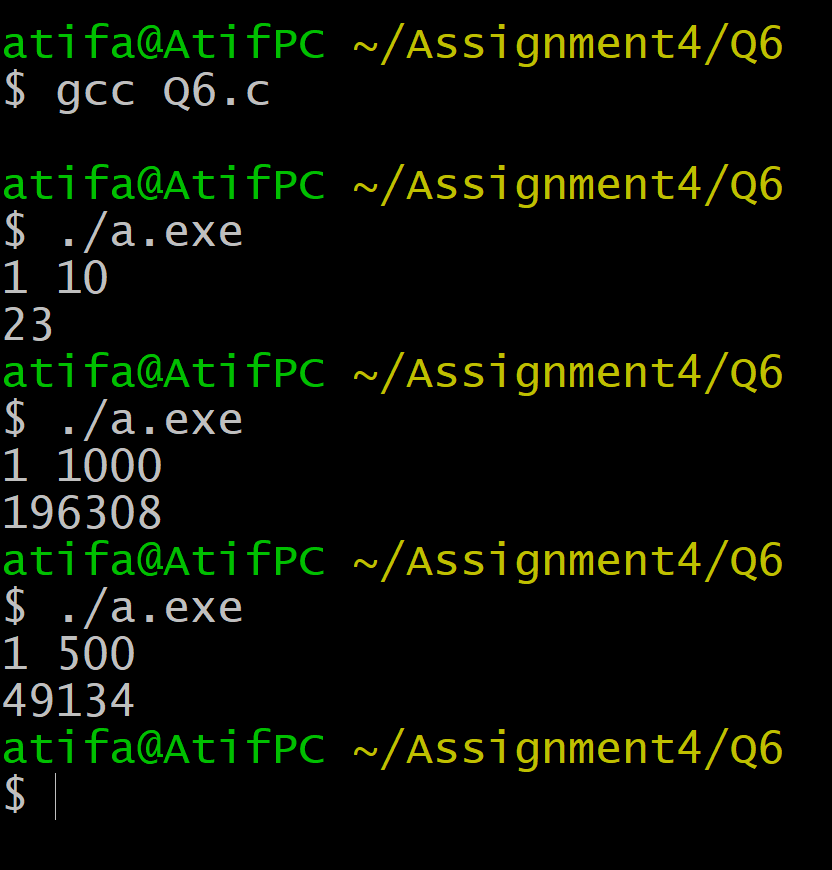 atifa@AtifPC ~/Assignment4/Q6
$ gcc Q6.c
atifa@AtifPC ~/Assignment4/Q6
$ ./a.exe
1 10
23
atifa@AtifPC ~/Assignment4/Q6
$ ./a.exe
1 1000
196308
atifa@AtifPC ~/Assignment4/Q6
$ ./a.exe
1 500
49134
atifa@AtifPC ~/Assignment4/Q6
$